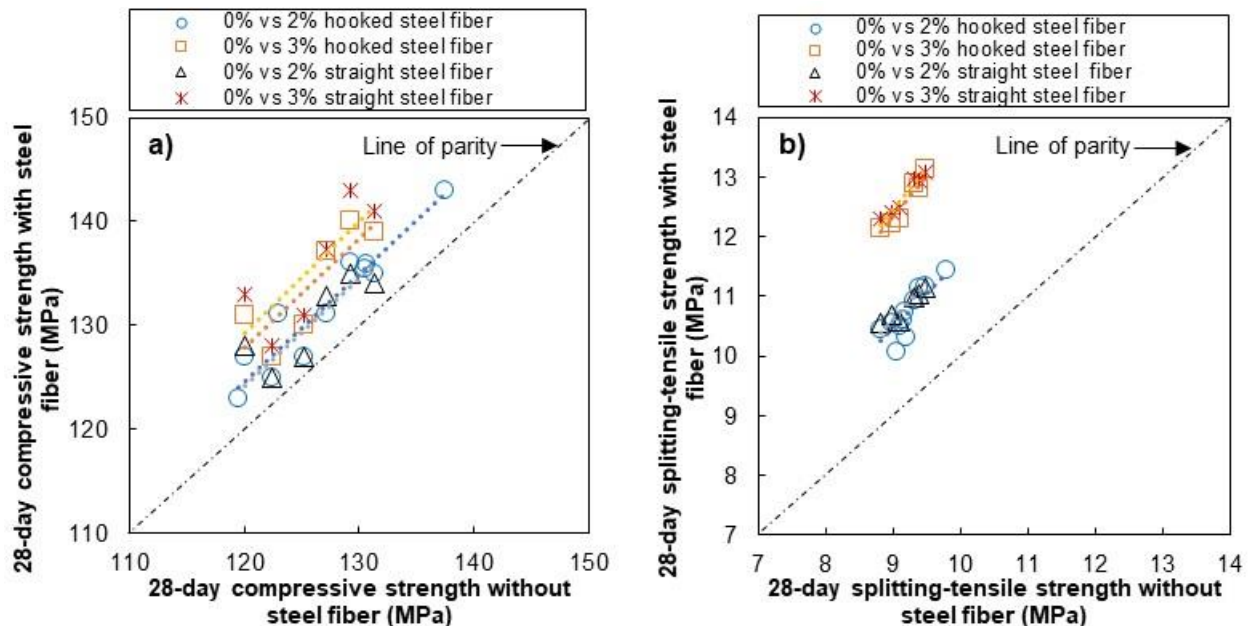 0% vs 2% hooked steel fiber
0% vs 3% hooked steel fiber
0% vs 2% straight steel fiber
0% vs 3% straight steel fiber
a)
Line of parity
150
140
130
120
110
110
120
130
140
150
28-day compressive strength with steel
fiber (MPa)
28-day compressive strength without
steel fiber (MPa)
0% vs 2% hooked steel fiber
0% vs 3% hooked steel fiber
0% vs 2% straight steel fiber
0% vs 3% straight steel fiber
b)
Line of parity
14
13
12
11
10
9
8
7
7
8
9
10
11
12
13
14
28-day splitting-tensile strength with steel
fiber (MPa)
28-day splitting-tensile strength without
steel fiber (MPa)